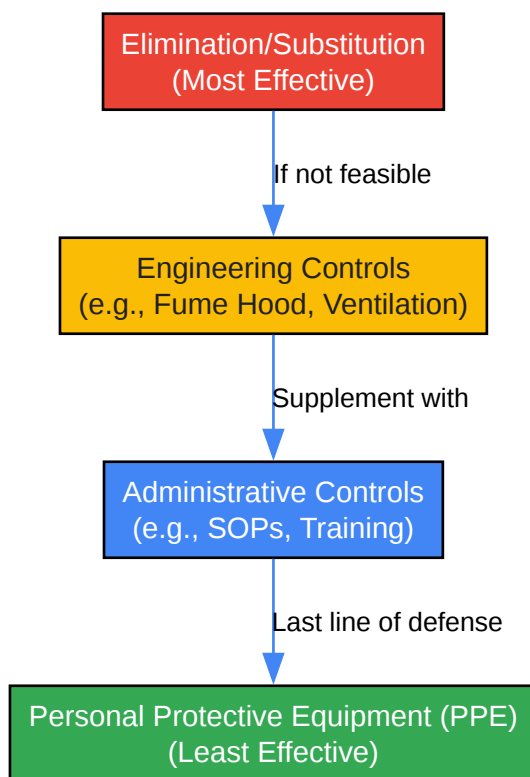 Elimination/Substitution
(Most Effective)
If not feasible
Engineering Controls
(e.g., Fume Hood, Ventilation)
Supplement with
Administrative Controls
(e.g., SOPs, Training)
Last line of defense
Personal Protective Equipment (PPE)
(Least Effective)